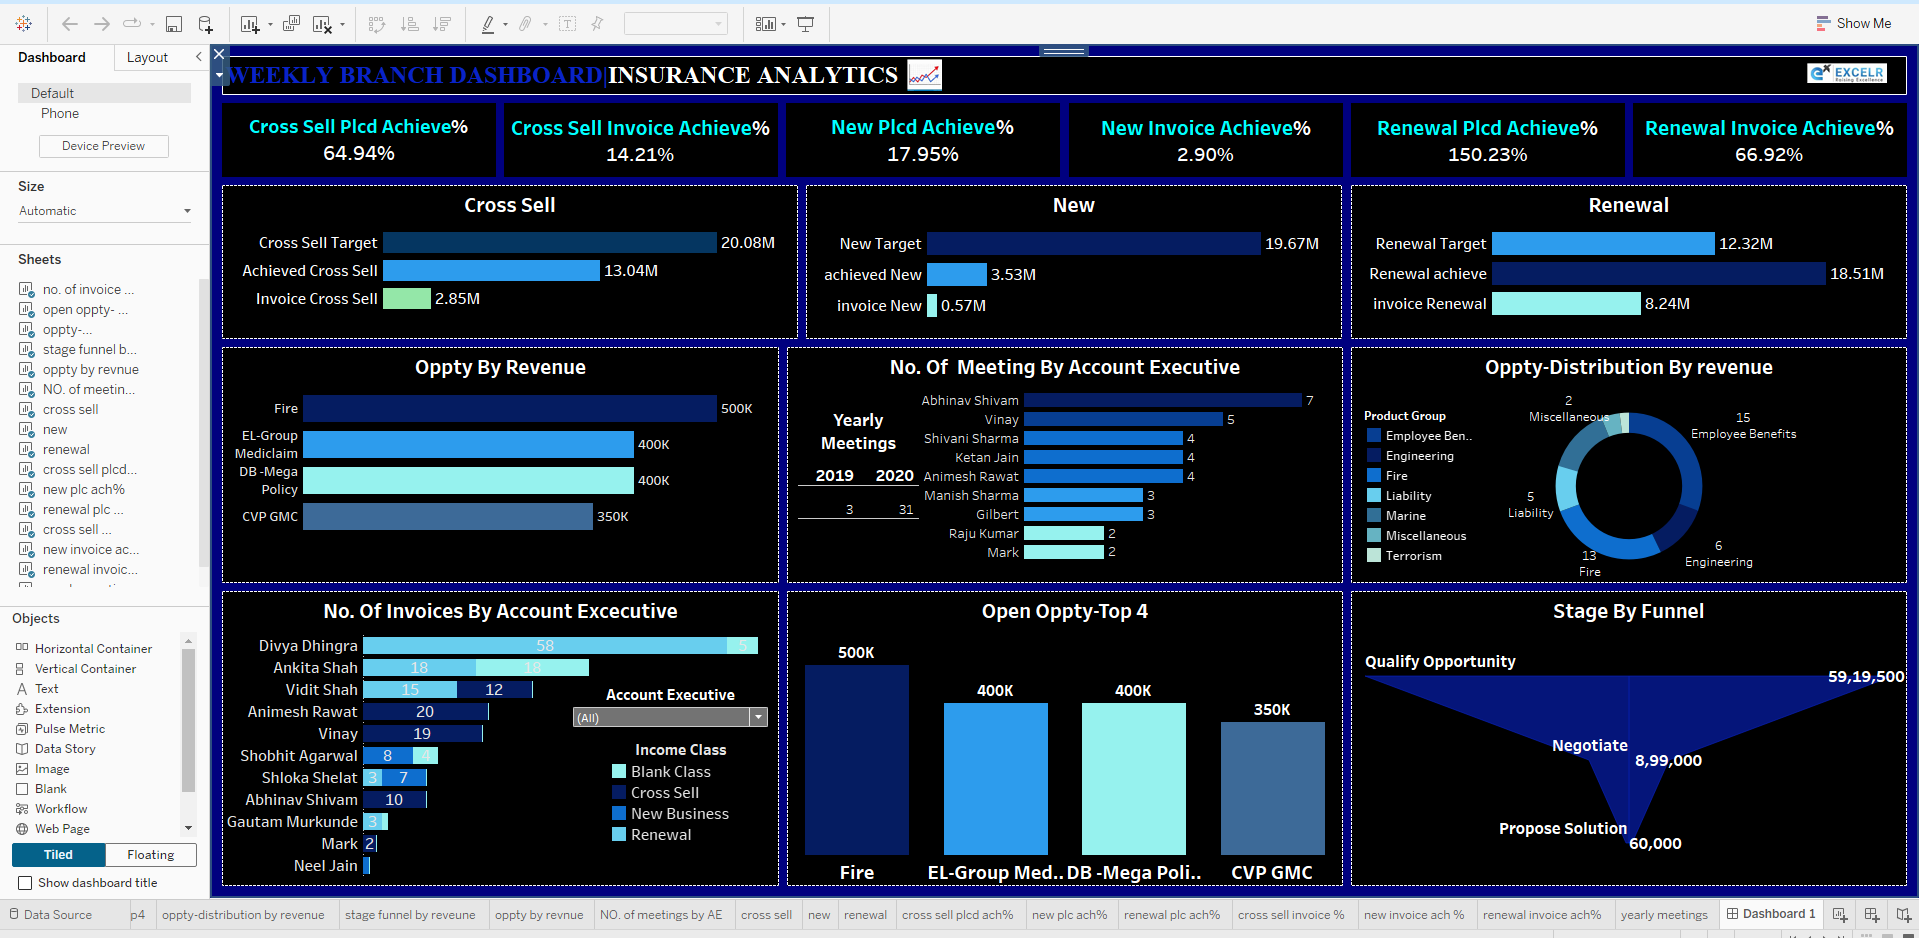 Show Me
Dashboard
Layout
Default
Phone
Device Preview
Size
Automatic
Sheets
no. of invoice ...
open oppty- ...
oppty-...
stage funnel b...
oppty by revnue
NO. of meetin...
cross sell
new
renewal
cross sell plcd...
new plc ach%
renewal plc ...
cross sell ...
new invoice ac...
renewal invoic...
Objects
Horizontal Container
Vertical Container
Text
Extension
Pulse Metric
Data Story
Image
Blank
Workflow
Web Page
Tiled
Floating
Show dashboard title
WEEKLY BRANCH DASHBOARD|INSURANCE ANALYTICS
EXCELR
Raising Excellence
Cross Sell Plcd Achieve%
64.94%
Cross Sell Invoice Achieve%
14.21%
New Plcd Achieve%
17.95%
New Invoice Achieve%
2.90%
Renewal Plcd Achieve%
150.23%
Renewal Invoice Achieve%
66.92%
Cross Sell
Cross Sell Target 20.08M
Achieved Cross Sell 13.04M
Invoice Cross Sell 2.85M
New
New Target 19.67M
achieved New 3.53M
invoice New 0.57M
Renewal
Renewal Target 12.32M
Renewal achieve 18.51M
invoice Renewal 8.24M
Oppty By Revenue
Fire 500K
EL-Group
Mediclaim 400K
DB -Mega
Policy 400K
CVP GMC 350K
No. Of Meeting By Account Executive
Yearly
Meetings
2019 2020
3 31
Abhinav Shivam 7
Vinay 5
Shivani Sharma 4
Ketan Jain 4
Animesh Rawat 4
Manish Sharma 3
Gilbert 3
Raju Kumar 2
Mark 2
Oppty-Distribution By revenue
Product Group
Employee Ben..
Engineering
Fire
Liability
Marine
Miscellaneous
Terrorism
2
Miscellaneous
15
Employee Benefits
5
Liability
6
Engineering
13
Fire
No. Of Invoices By Account Excecutive
Divya Dhingra 58 5
Ankita Shah 18 18
Vidit Shah 15 12
Animesh Rawat 20
Vinay 19
Shobhit Agarwal 8 4
Shloka Shelat 3 7
Abhinav Shivam 10
Gautam Murkunde 3
Mark 2
Neel Jain
Account Executive
(All)
Income Class
Blank Class
Cross Sell
New Business
Renewal
Open Oppty-Top 4
500K
400K
400K
350K
Fire
EL-Group Med..
DB -Mega Poli..
CVP GMC
Stage By Funnel
Qualify Opportunity
59,19,500
Negotiate
8,99,000
Propose Solution
60,000
Data Source
p4
oppty-distribution by revenue
stage funnel by reveune
oppty by revnue
NO. of meetings by AE
cross sell
new
renewal
cross sell plcd ach%
new plc ach%
renewal plc ach%
cross sell invoice %
new invoice ach %
renewal invoice ach%
yearly meetings
Dashboard 1